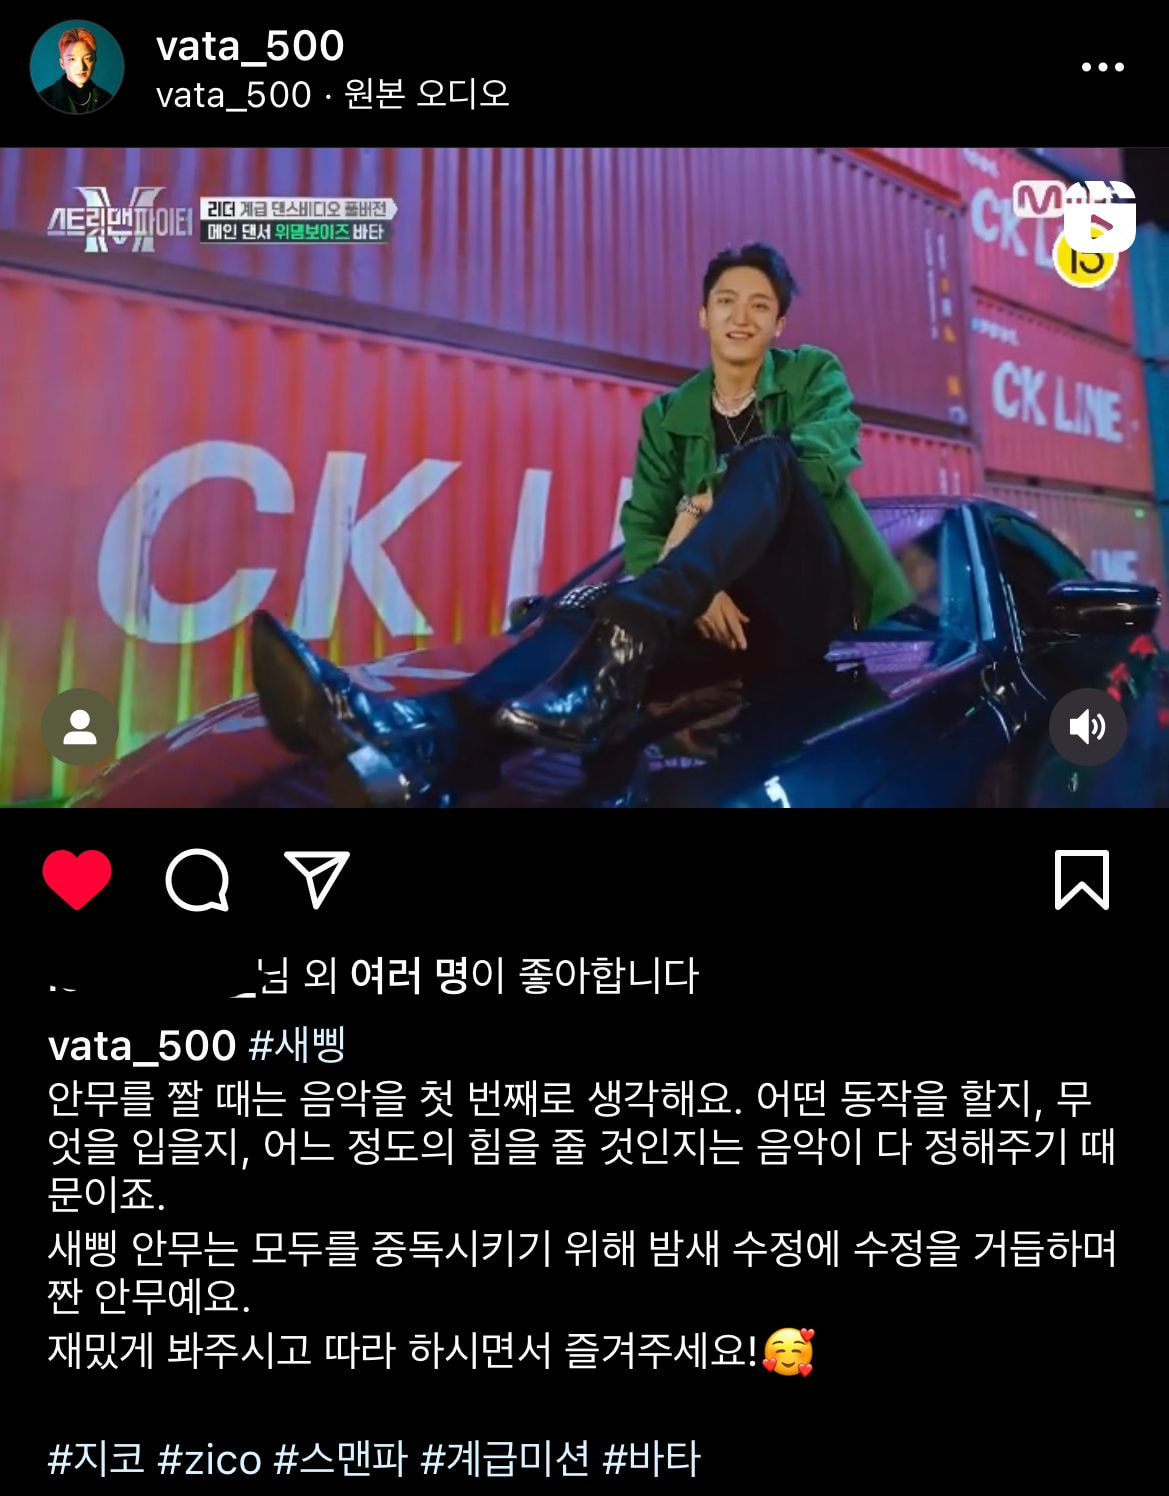 vata_500
vata_500 · 원본 오디오
스트릿맨파이터
리더 계급 댄스비디오 풀버전
메인 댄서 위댐보이즈 바타
M
CK L
15
CK LINE
CK LI
NE
님 외 여러 명이 좋아합니다
vata_500 #새삥
안무를 짤 때는 음악을 첫 번째로 생각해요. 어떤 동작을 할지, 무
엇을 입을지, 어느 정도의 힘을 줄 것인지는 음악이 다 정해주기 때
문이죠.
새삥 안무는 모두를 중독시키기 위해 밤새 수정에 수정을 거듭하며
짠 안무예요.
재밌게 봐주시고 따라 하시면서 즐겨주세요!🥰
#지코 #zico #스맨파 #계급미션 #바타